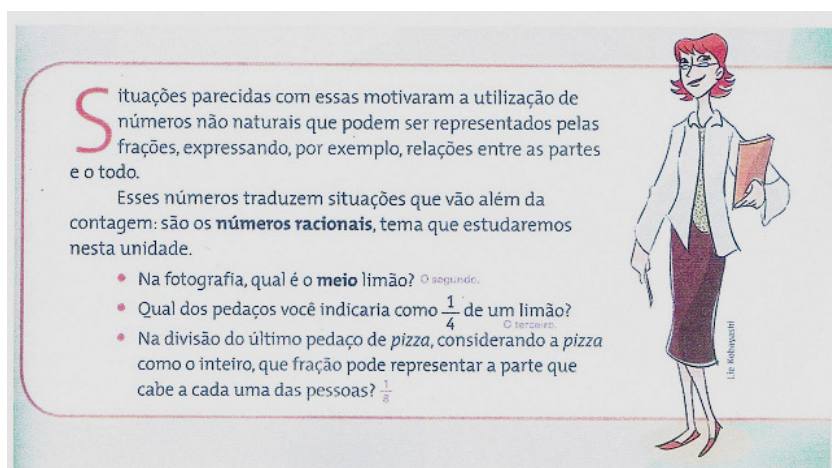 Situações parecidas com essas motivaram a utilização de
números não naturais que podem ser representados pelas
frações, expressando, por exemplo, relações entre as partes
e o todo.
Esses números traduzem situações que vão além da
contagem: são os números racionais, tema que estudaremos
nesta unidade.
• Na fotografia, qual é o meio limão? O segundo.
• Qual dos pedaços você indicaria como 1/4 de um limão?
O terceiro.
• Na divisão do último pedaço de pizza, considerando a pizza
como o inteiro, que fração pode representar a parte que
cabe a cada uma das pessoas? 1/8
Lie Kobayashi